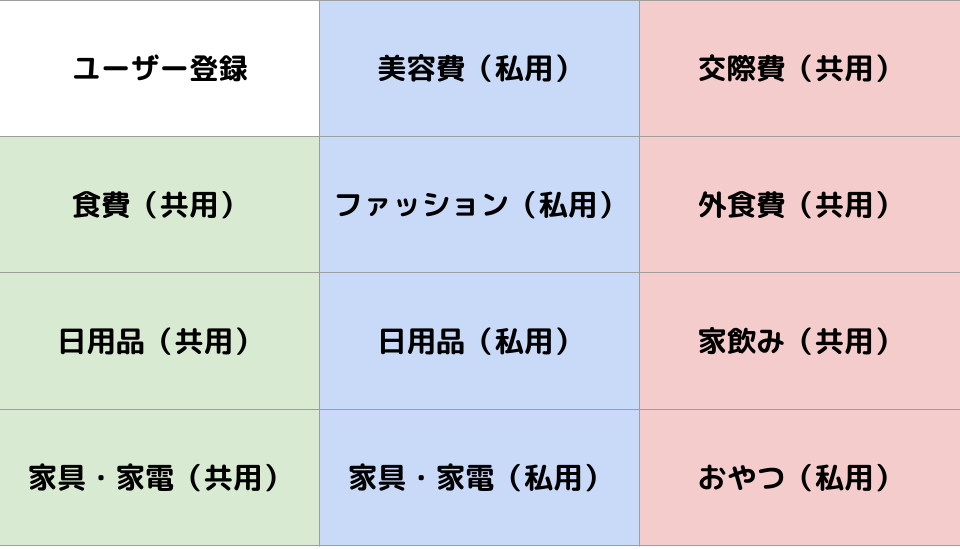 ユーザー登録
美容費（私用）
交際費（共用）
食費（共用）
ファッション（私用）
外食費（共用）
日用品（共用）
日用品（私用）
家飲み（共用）
家具・家電（共用）
家具・家電（私用）
おやつ（私用）